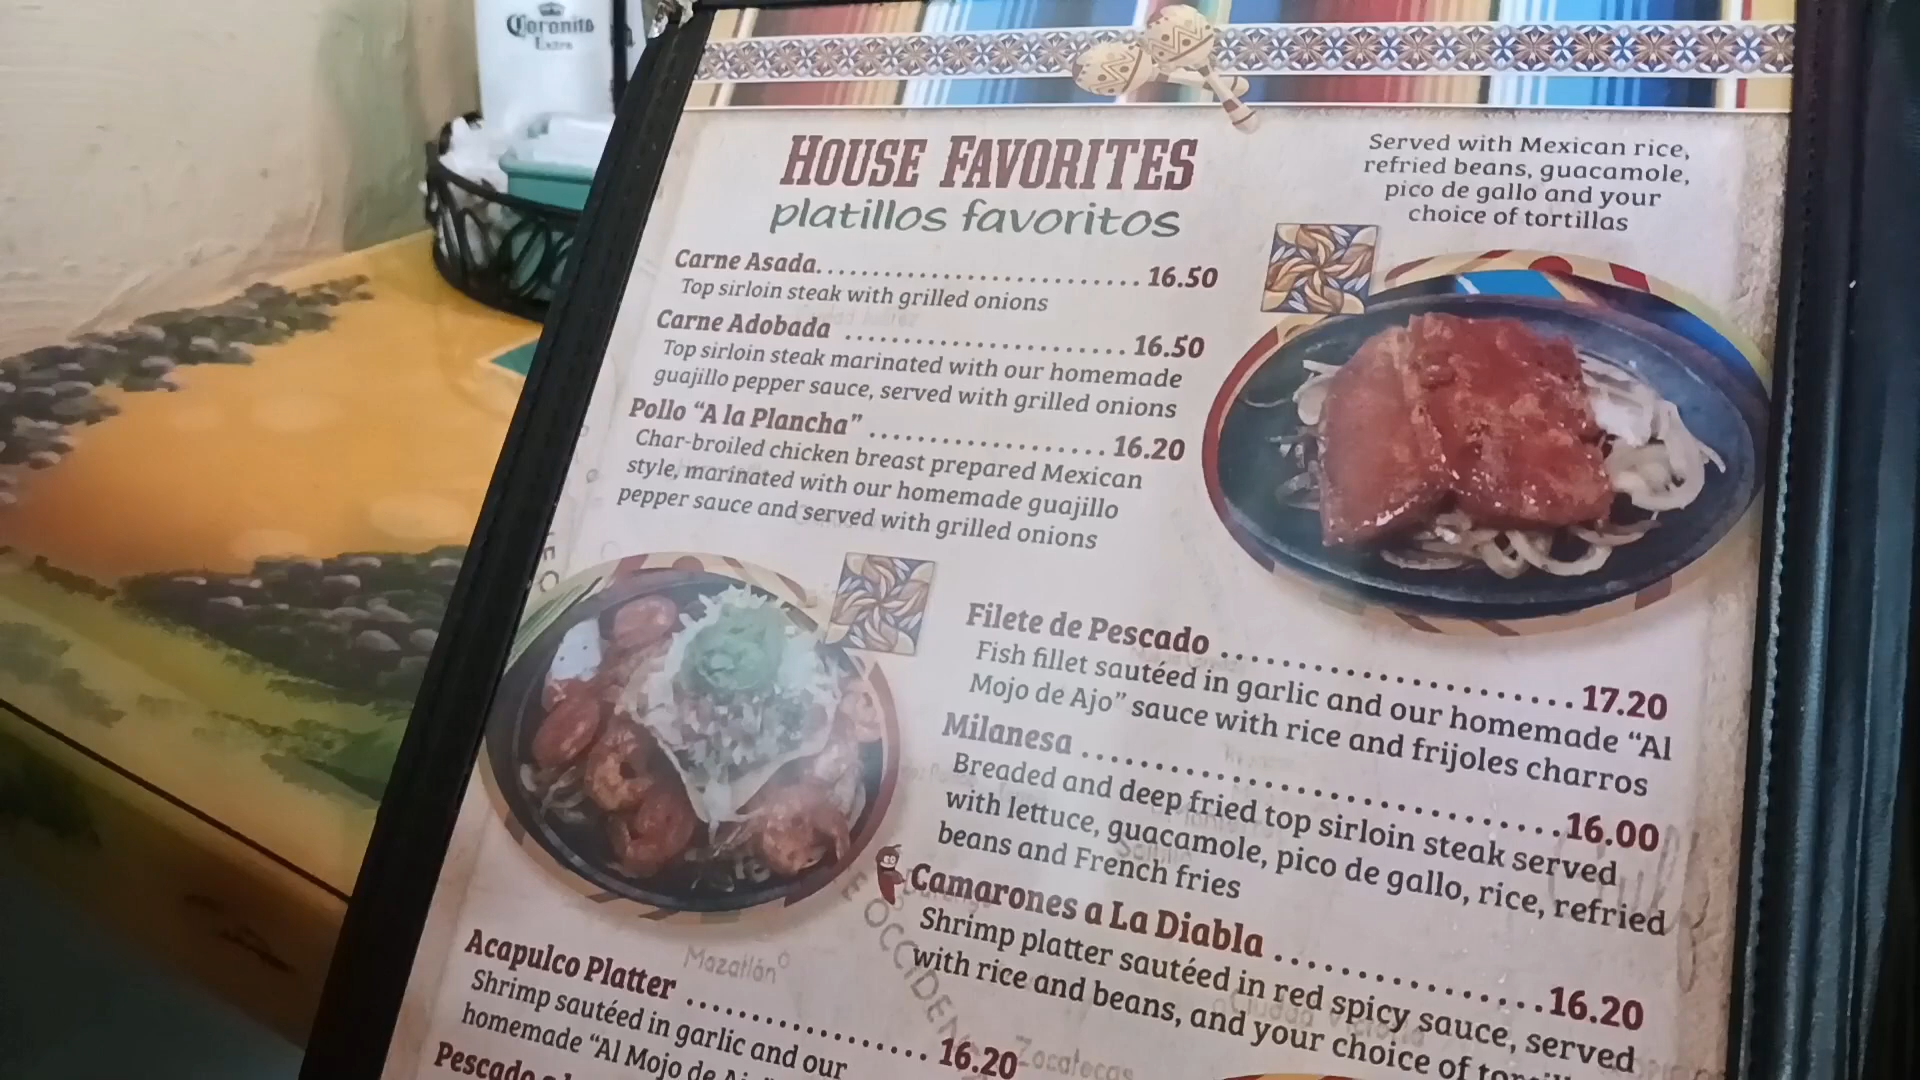 Coronita
Extra
HOUSE FAVORITES
platillos favoritos
Served with Mexican rice,
refried beans, guacamole,
pico de gallo and your
choice of tortillas
Carne Asada............................ 16.50
Top sirloin steak with grilled onions
Carne Adobada ........................ 16.50
Top sirloin steak marinated with our homemade
guajillo pepper sauce, served with grilled onions
Pollo “A la Plancha” .................... 16.20
Char-broiled chicken breast prepared Mexican
style, marinated with our homemade guajillo
pepper sauce and served with grilled onions
Filete de Pescado ........................ 17.20
Fish fillet sautéed in garlic and our homemade “Al
Mojo de Ajo” sauce with rice and frijoles charros
Milanesa .................................. 16.00
Breaded and deep fried top sirloin steak served
with lettuce, guacamole, pico de gallo, rice, refried
beans and French fries
Camarones a La Diabla .................. 16.20
Shrimp platter sautéed in red spicy sauce, served
with rice and beans, and your choice of
Acapulco Platter ................... 16.20
Shrimp sautéed in garlic and our
homemade “Al Mojo de
Pescado
Mazatlán
OCCIDEN
Zacatecas